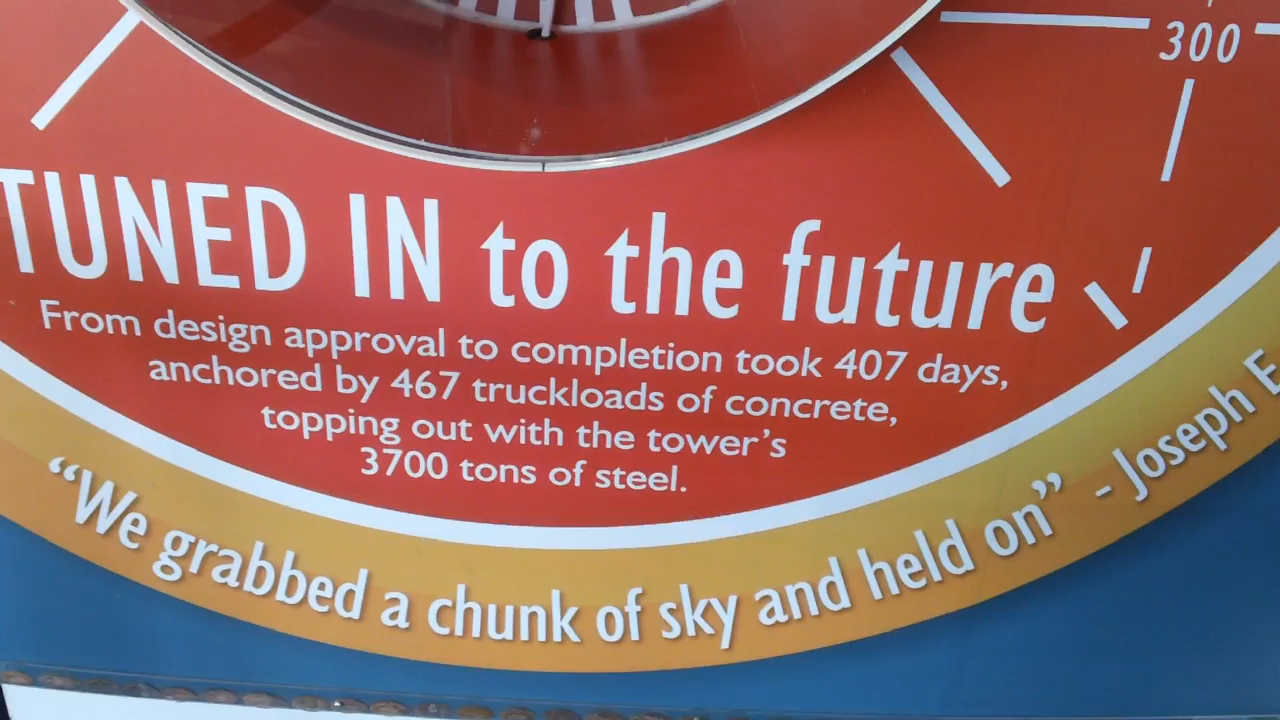 300
TUNED IN to the future
From design approval to completion took 407 days,
anchored by 467 truckloads of concrete,
topping out with the tower's
3700 tons of steel.
“We grabbed a chunk of sky and held on” - Joseph E